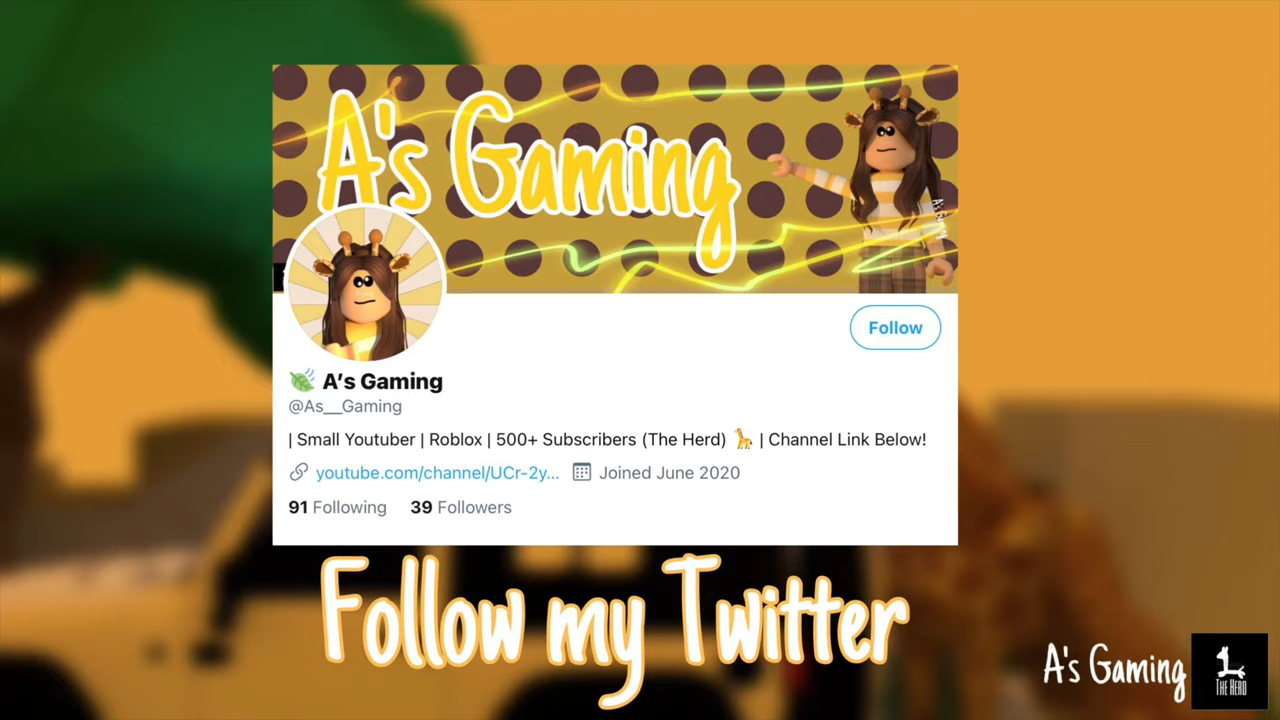 A's Gaming
A's Gaming
Follow
🍃 A's Gaming
@As__Gaming
| Small Youtuber | Roblox | 500+ Subscribers (The Herd) 🦒 | Channel Link Below!
youtube.com/channel/UCr-2y... Joined June 2020
91 Following 39 Followers
Follow my Twitter
A's Gaming
THE HERD